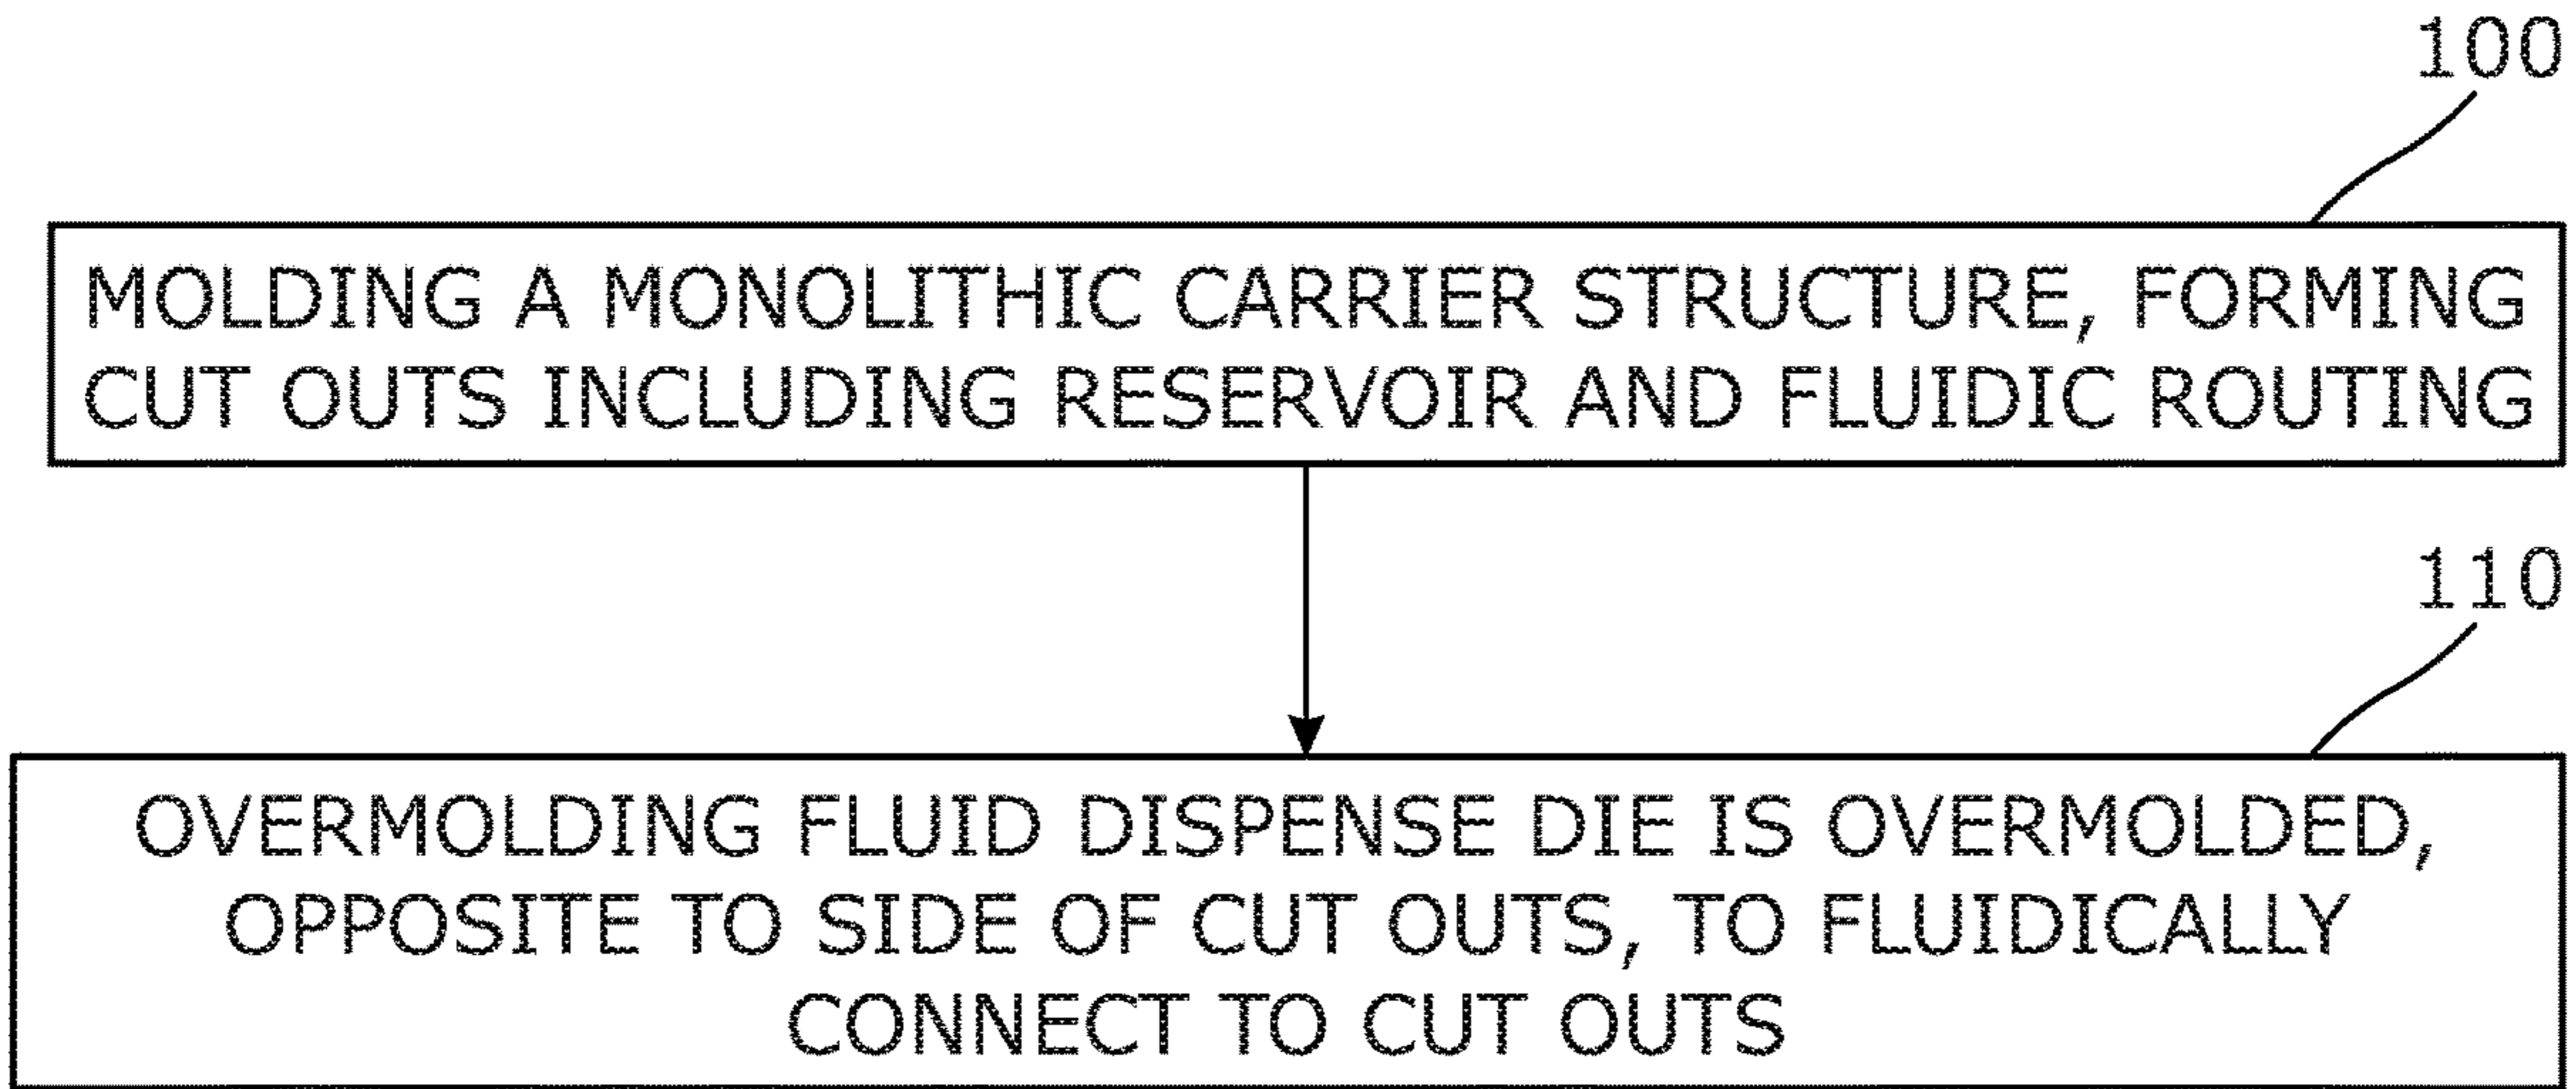 100
MOLDING A MONOLITHIC CARRIER STRUCTURE, FORMING
CUT OUTS INCLUDING RESERVOIR AND FLUIDIC ROUTING
110
OVERMOLDING FLUID DISPENSE DIE IS OVERMOLDED,
OPPOSITE TO SIDE OF CUT OUTS, TO FLUIDICALLY
CONNECT TO CUT OUTS